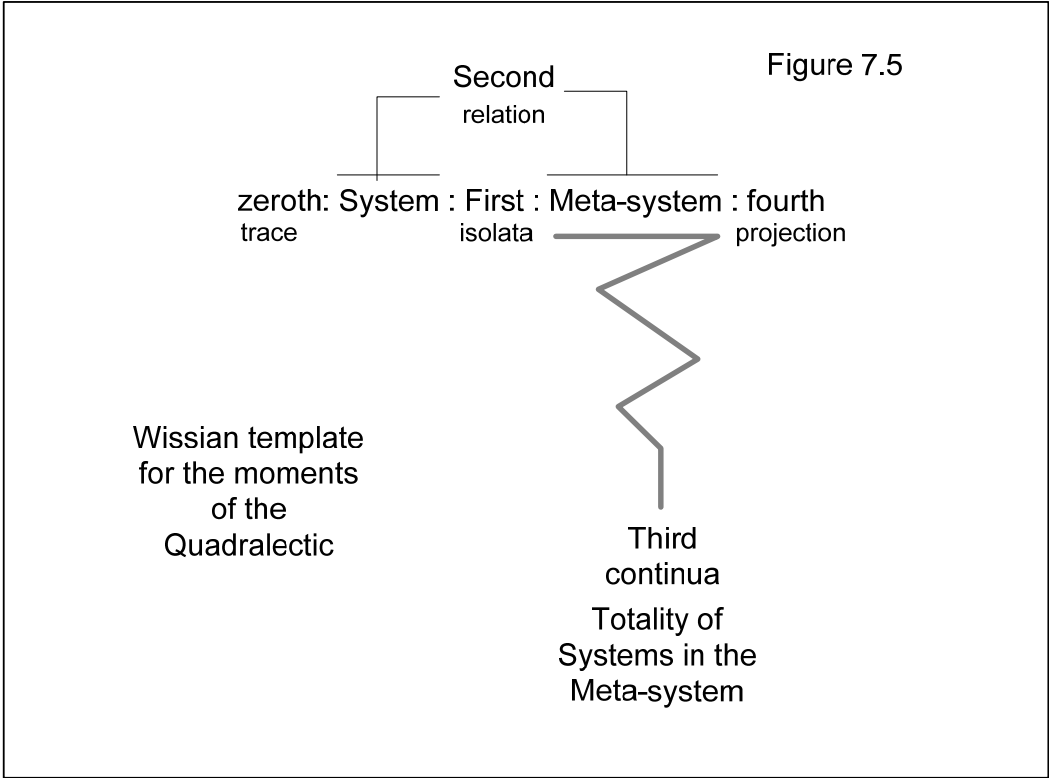 Figure 7.5
Second
relation
zeroth: System : First : Meta-system : fourth
trace isolata projection
Wissian template
for the moments
of the
Quadralectic
Third
continua
Totality of
Systems in the
Meta-system